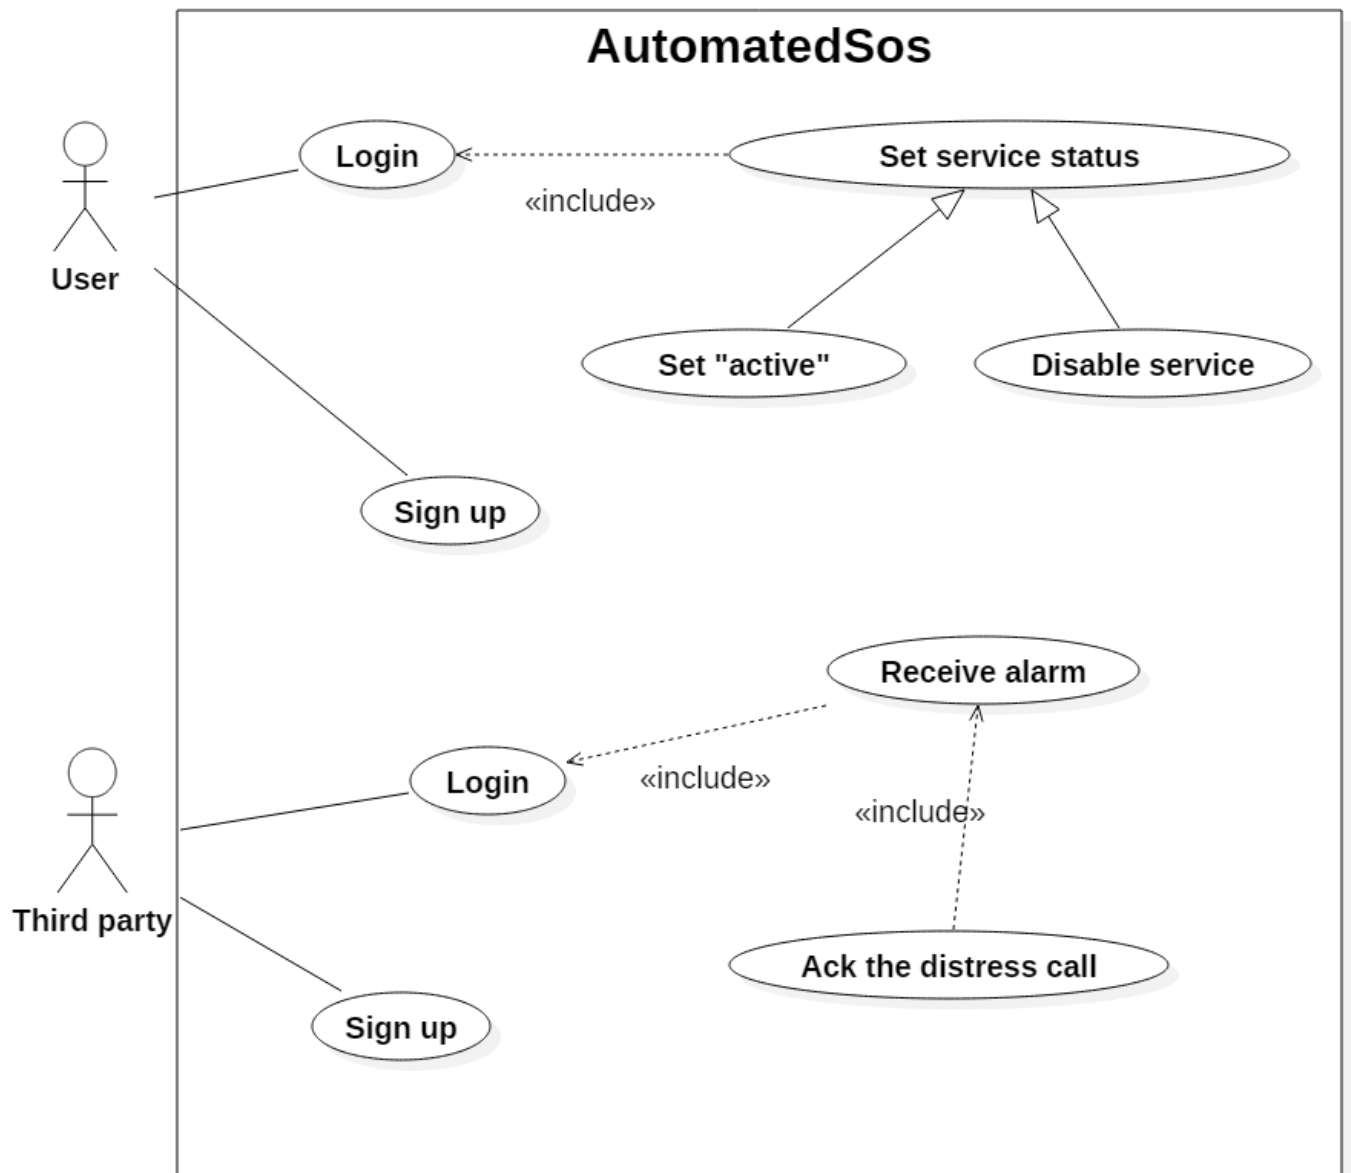 AutomatedSos
Login
Set service status
«include»
User
Set "active"
Disable service
Sign up
Receive alarm
Login
«include»
«include»
Third party
Ack the distress call
Sign up